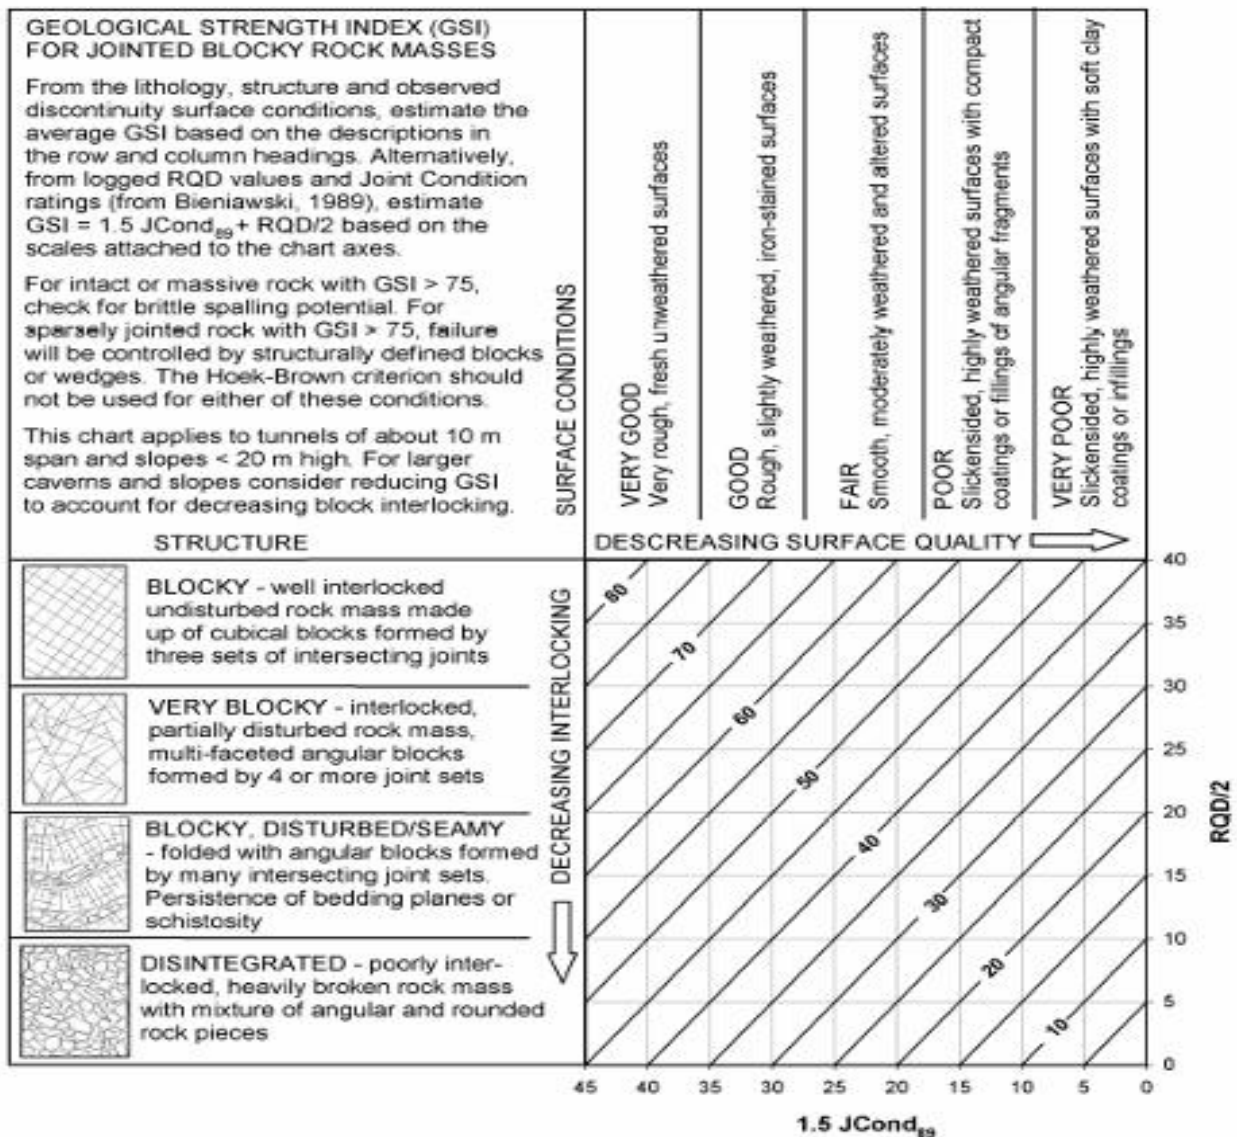 GEOLOGICAL STRENGTH INDEX (GSI)
FOR JOINTED BLOCKY ROCK MASSES
From the lithology, structure and observed
discontinuity surface conditions, estimate the
average GSI based on the descriptions in
the row and column headings. Alternatively,
from logged RQD values and Joint Condition
ratings (from Bieniawski, 1989), estimate
GSI = 1.5 JCond89 + RQD/2 based on the
scales attached to the chart axes.
For intact or massive rock with GSI > 75,
check for brittle spalling potential. For
sparsely jointed rock with GSI > 75, failure
will be controlled by structurally defined blocks
or wedges. The Hoek-Brown criterion should
not be used for either of these conditions.
This chart applies to tunnels of about 10 m
span and slopes < 20 m high. For larger
caverns and slopes consider reducing GSI
to account for decreasing block interlocking.
SURFACE CONDITIONS
VERY GOOD
Very rough, fresh unweathered surfaces
GOOD
Rough, slightly weathered, iron-stained surfaces
FAIR
Smooth, moderately weathered and altered surfaces
POOR
Slickensided, highly weathered surfaces with compact
coatings or fillings of angular fragments
VERY POOR
Slickensided, highly weathered surfaces with soft clay
coatings or infillings
STRUCTURE
DESCREASING SURFACE QUALITY
BLOCKY - well interlocked
undisturbed rock mass made
up of cubical blocks formed by
three sets of intersecting joints
VERY BLOCKY - interlocked,
partially disturbed rock mass,
multi-faceted angular blocks
formed by 4 or more joint sets
BLOCKY, DISTURBED/SEAMY
- folded with angular blocks formed
by many intersecting joint sets.
Persistence of bedding planes or
schistosity
DISINTEGRATED - poorly inter-
locked, heavily broken rock mass
with mixture of angular and rounded
rock pieces
DECREASING INTERLOCKING
80
70
60
50
40
30
20
10
40
35
30
25
20
15
10
5
0
RQD/2
45 40 35 30 25 20 15 10 5 0
1.5 JCond89